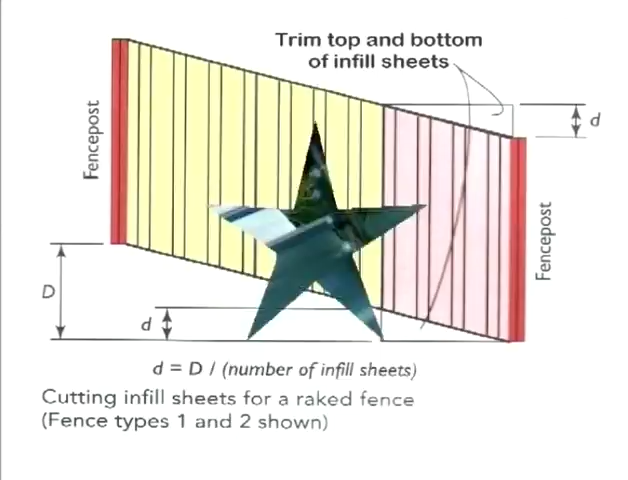 Trim top and bottom
of infill sheets
d
Fencepost
Fencepost
D
d
d = D / (number of infill sheets)
Cutting infill sheets for a raked fence
(Fence types 1 and 2 shown)